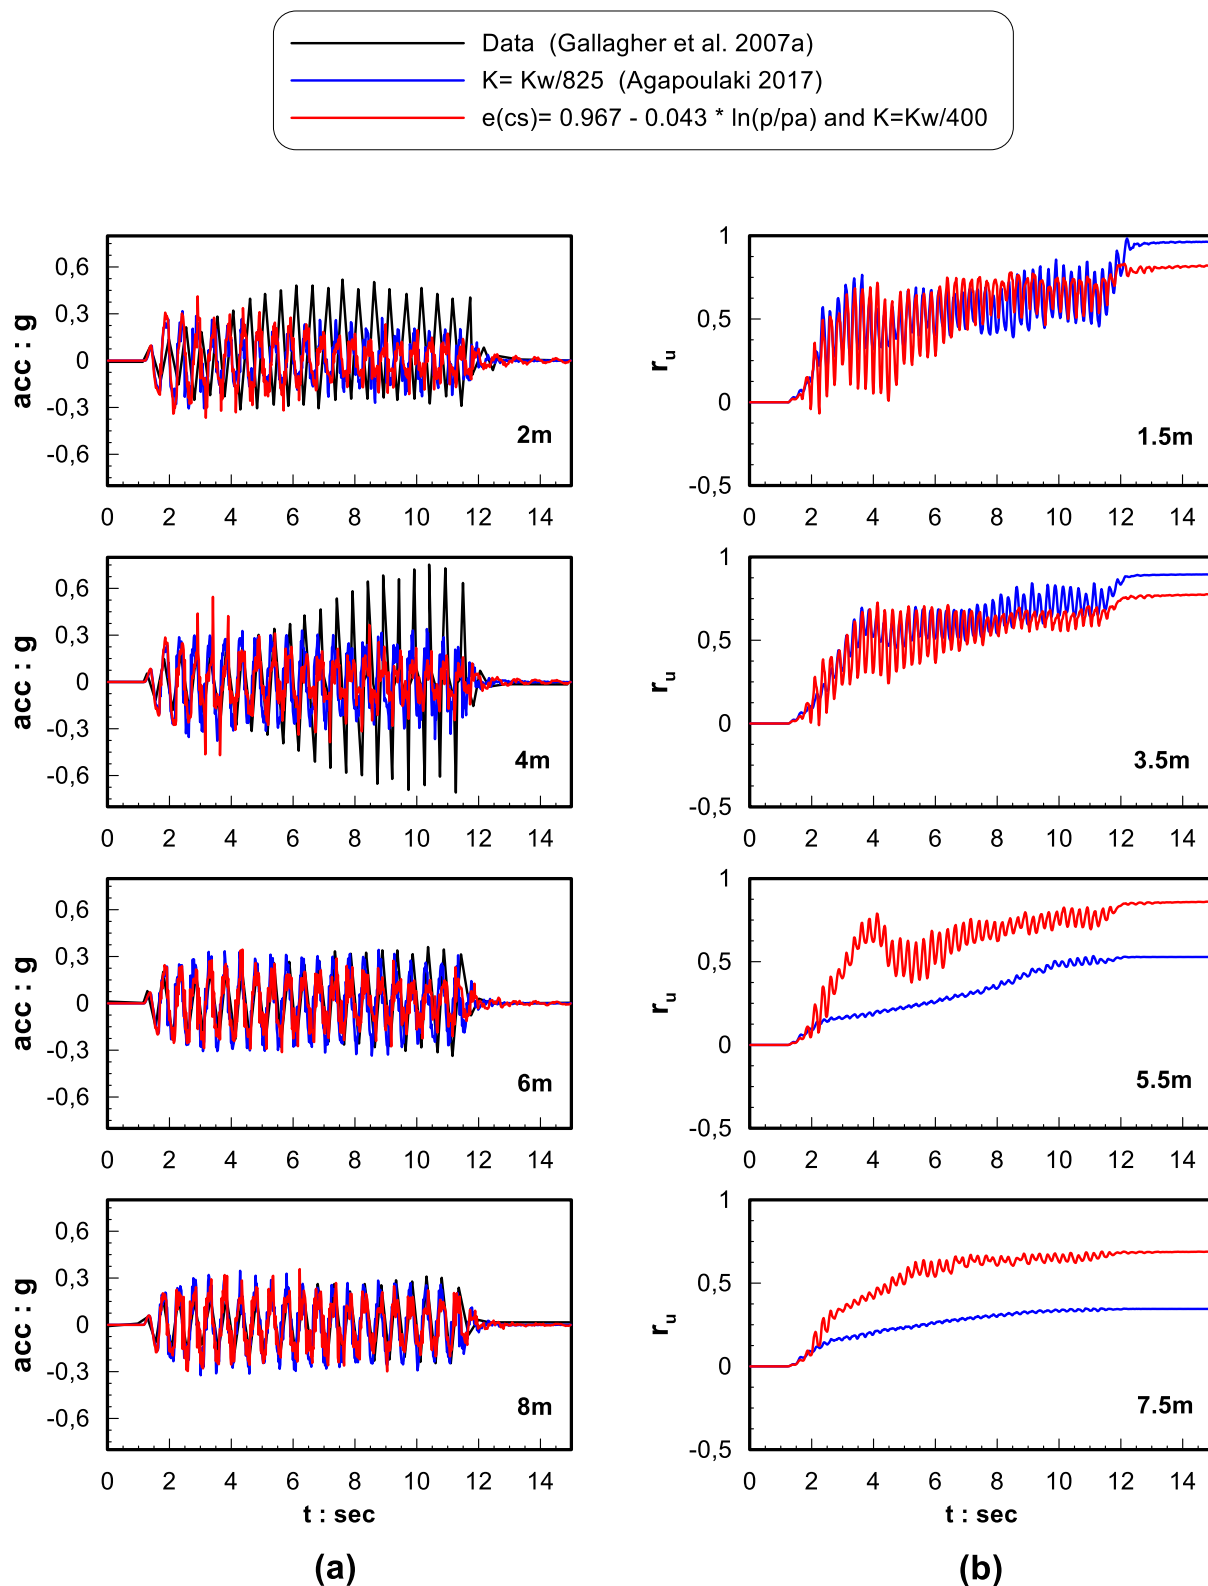 Data (Gallagher et al. 2007a)
K= Kw/825 (Agapoulaki 2017)
e(cs)= 0.967 - 0.043 * ln(p/pa) and K=Kw/400
acc : g
0,6
0,3
0
-0,3
-0,6
2m
0 2 4 6 8 10 12 14
r_u
1
0,5
0
-0,5
1.5m
0 2 4 6 8 10 12 14
acc : g
0,6
0,3
0
-0,3
-0,6
4m
0 2 4 6 8 10 12 14
r_u
1
0,5
0
-0,5
3.5m
0 2 4 6 8 10 12 14
acc : g
0,6
0,3
0
-0,3
-0,6
6m
0 2 4 6 8 10 12 14
r_u
1
0,5
0
-0,5
5.5m
0 2 4 6 8 10 12 14
acc : g
0,6
0,3
0
-0,3
-0,6
8m
0 2 4 6 8 10 12 14
t : sec
(a)
r_u
1
0,5
0
-0,5
7.5m
0 2 4 6 8 10 12 14
t : sec
(b)